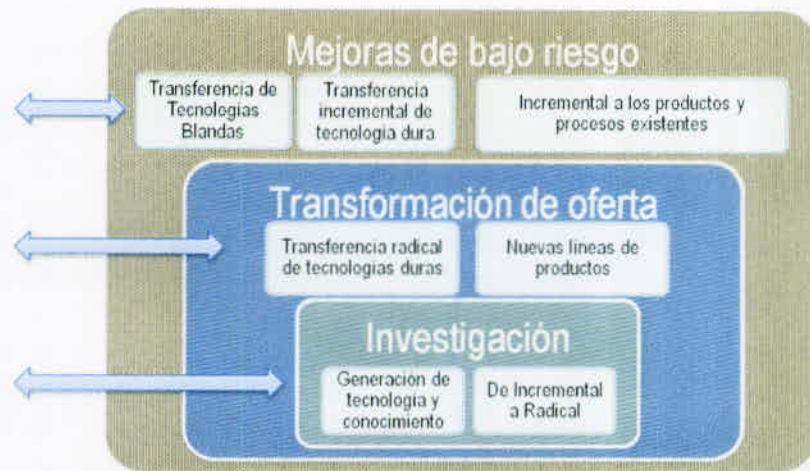 Mejoras de bajo riesgo
Transferencia de
Tecnologías
Blandas
Transferencia
incremental de
tecnología dura
Incremental a los productos y
procesos existentes
Transformación de oferta
Transferencia radical
de tecnologías duras
Nuevas líneas de
productos
Investigación
Generación de
tecnología y
conocimiento
De Incremental
a Radical